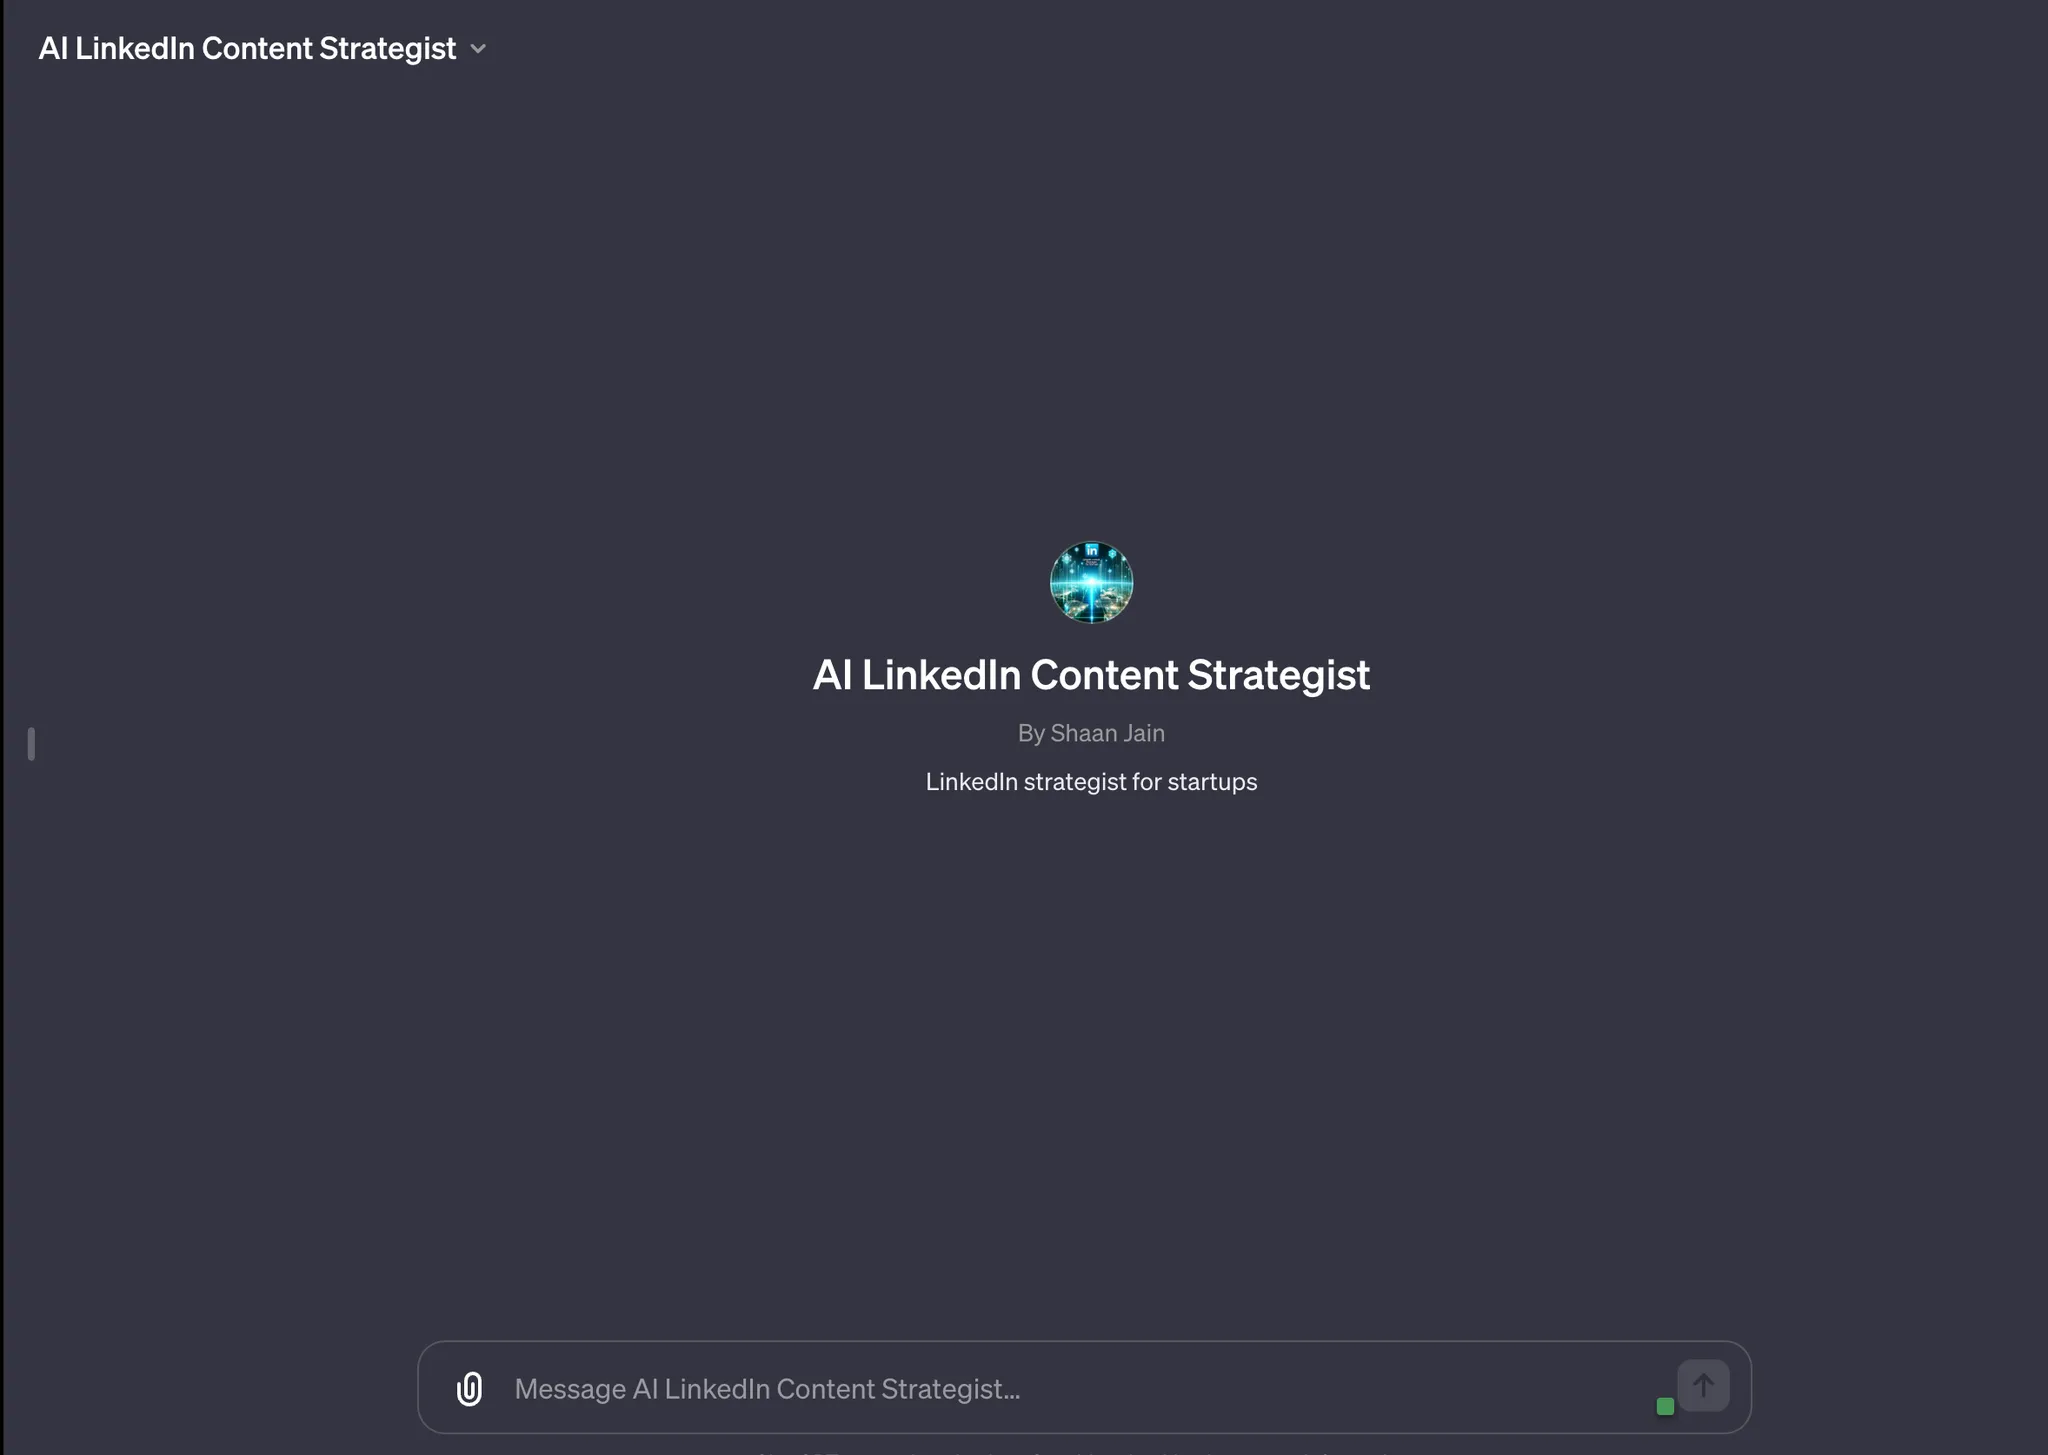 AI LinkedIn Content Strategist
in
AI LinkedIn Content Strategist
By Shaan Jain
LinkedIn strategist for startups
Message AI LinkedIn Content Strategist...